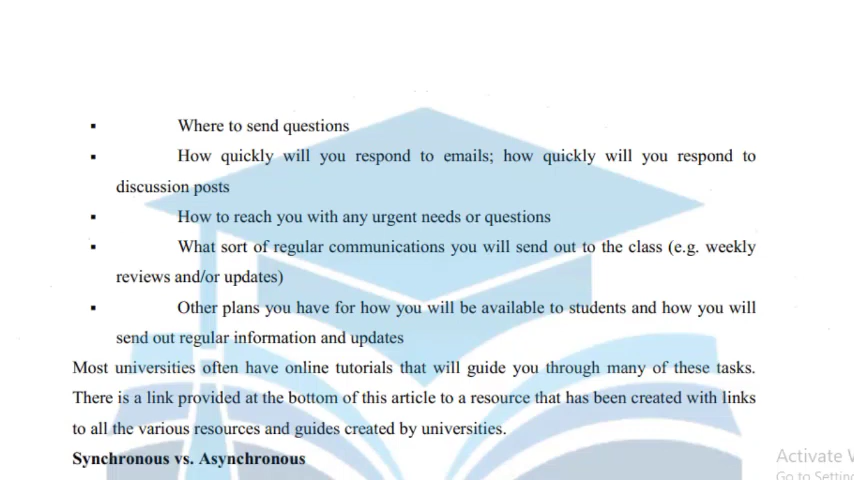 ▪ Where to send questions
▪ How quickly will you respond to emails; how quickly will you respond to
discussion posts
▪ How to reach you with any urgent needs or questions
▪ What sort of regular communications you will send out to the class (e.g. weekly
reviews and/or updates)
▪ Other plans you have for how you will be available to students and how you will
send out regular information and updates
Most universities often have online tutorials that will guide you through many of these tasks.
There is a link provided at the bottom of this article to a resource that has been created with links
to all the various resources and guides created by universities.
Synchronous vs. Asynchronous
Activate
Go to